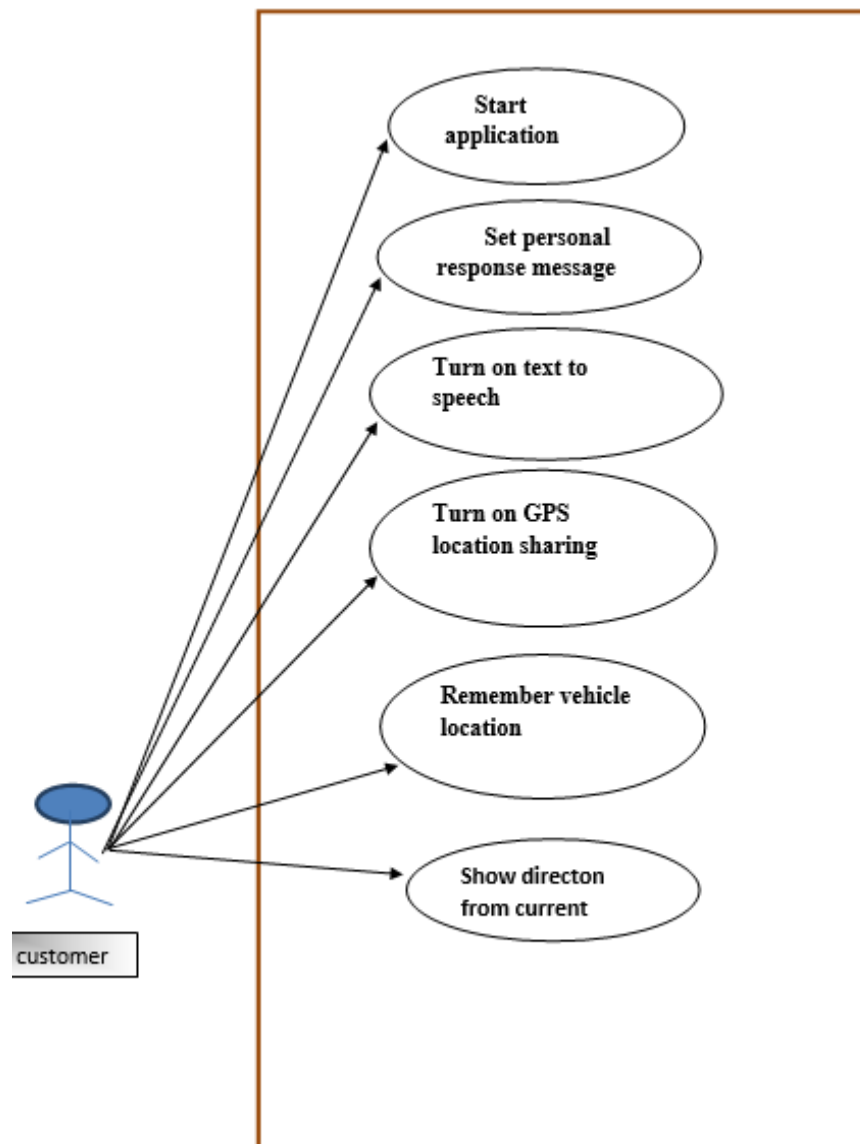 Start
application
Set personal
response message
Turn on text to
speech
Turn on GPS
location sharing
Remember vehicle
location
Show directon
from current
customer